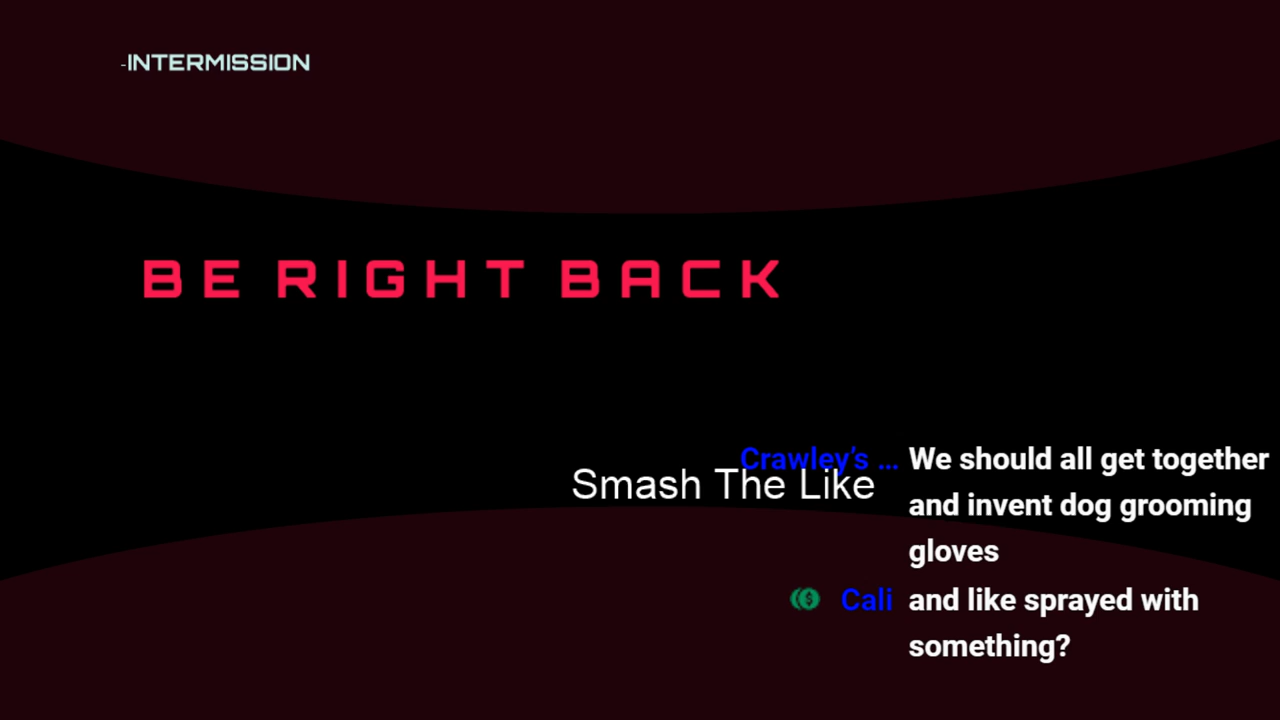 -INTERMISSION
BE RIGHT BACK
Smash The Like
Crawley’s ... We should all get together
and invent dog grooming
gloves
Cali and like sprayed with
something?